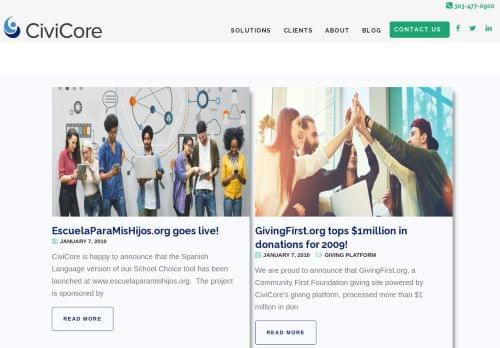 303-477-0900
CiviCore
SOLUTIONS CLIENTS ABOUT BLOG CONTACT US
EscuelaParaMisHijos.org goes live!
JANUARY 7, 2010
CiviCore is happy to announce that the Spanish
Language version of our School Choice tool has been
launched at www.escuelaparamishijos.org. The project
is sponsored by
READ MORE
GivingFirst.org tops $1million in
donations for 2009!
JANUARY 7, 2010 GIVING PLATFORM
We are proud to announce that GivingFirst.org, a
Community First Foundation giving site powered by
CiviCore's giving platform. processed more than $1
million in don
READ MORE